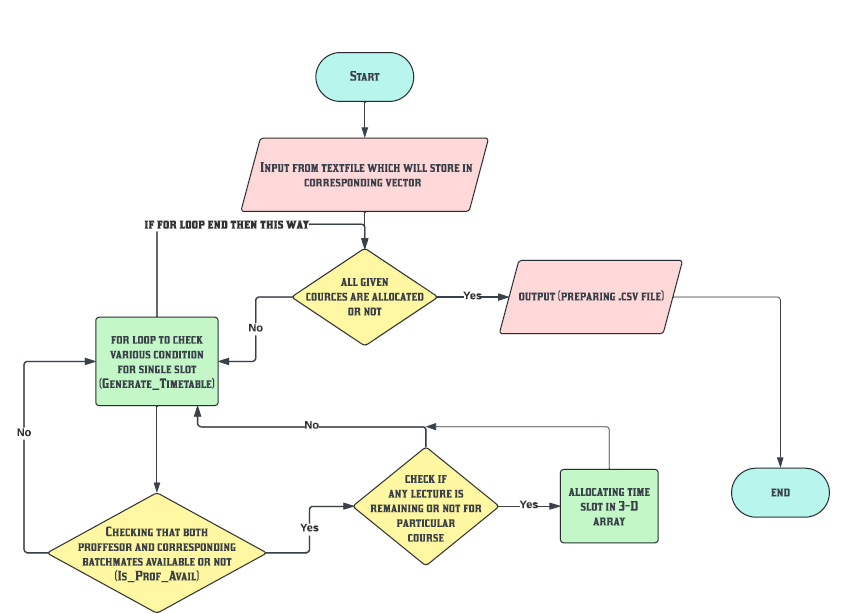 Start
Input from textfile which will store in
corresponding vector
if for loop end then this way
all given
cources are allocated
or not
Yes
output (preparing .csv file)
No
for loop to check
various condition
for single slot
(Generate_Timetable)
No
No
check if
any lecture is
remaining or not for
particular
course
Yes
allocating time
slot in 3-D
array
end
Yes
Checking that both
proffesor and corresponding
batchmates available or not
(Is_Prof_Avail)